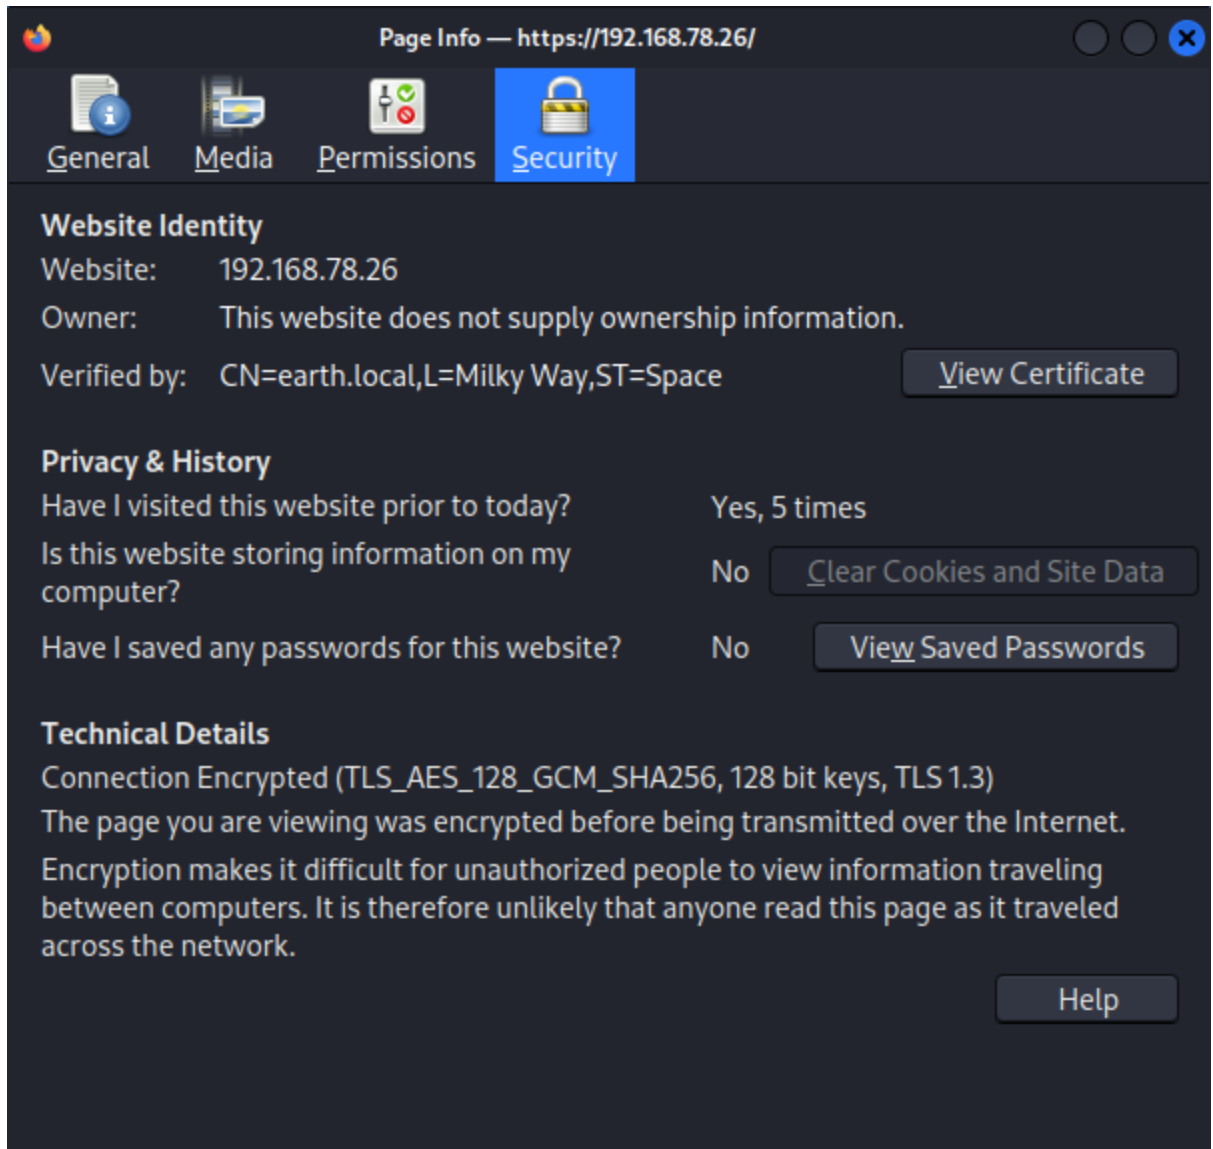 Page Info — https://192.168.78.26/
General Media Permissions Security
Website Identity
Website: 192.168.78.26
Owner: This website does not supply ownership information.
Verified by: CN=earth.local,L=Milky Way,ST=Space View Certificate
Privacy & History
Have I visited this website prior to today? Yes, 5 times
Is this website storing information on my
computer? No Clear Cookies and Site Data
Have I saved any passwords for this website? No View Saved Passwords
Technical Details
Connection Encrypted (TLS_AES_128_GCM_SHA256, 128 bit keys, TLS 1.3)
The page you are viewing was encrypted before being transmitted over the Internet.
Encryption makes it difficult for unauthorized people to view information traveling
between computers. It is therefore unlikely that anyone read this page as it traveled
across the network.
Help